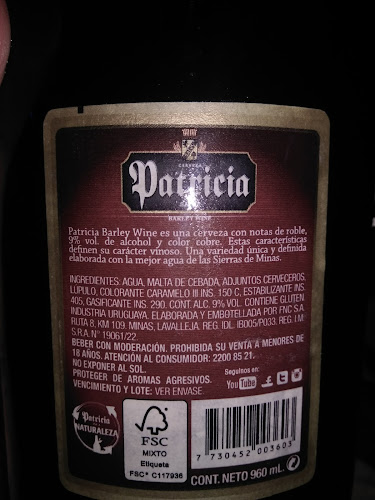 CERVEZA
Patricia
BARLEY WINE
Patricia Barley Wine es una cerveza con notas de roble,
9% vol. de alcohol y color cobre. Estas características
definen su carácter vinoso. Una variedad única y definida
elaborada con la mejor agua de las Sierras de Minas.
INGREDIENTES: AGUA, MALTA DE CEBADA, ADJUNTOS CERVECEROS,
LUPULO, COLORANTE CARAMELO III INS. 150 C, ESTABILIZANTE INS.
405, GASIFICANTE INS. 290. CONT. ALC. 9% VOL. CONTIENE GLUTEN.
INDUSTRIA URUGUAYA. ELABORADA Y EMBOTELLADA POR FNC S.A.
RUTA 8, KM 109. MINAS, LAVALLEJA. REG. IDL. IB005/P033. REG. I.M.
S.R.A. N° 19061/22.
BEBER CON MODERACIÓN. PROHIBIDA SU VENTA A MENORES DE
18 AÑOS. ATENCIÓN AL CONSUMIDOR: 2200 85 21.
NO EXPONER AL SOL.
PROTEGER DE AROMAS AGRESIVOS.
VENCIMIENTO Y LOTE: VER ENVASE.
Seguinos en:
YouTube
Patricia
NATURALEZA
FSC
MIXTO
Etiqueta
FSC® C117936
7 730452 003603
CONT. NETO 960 mL.